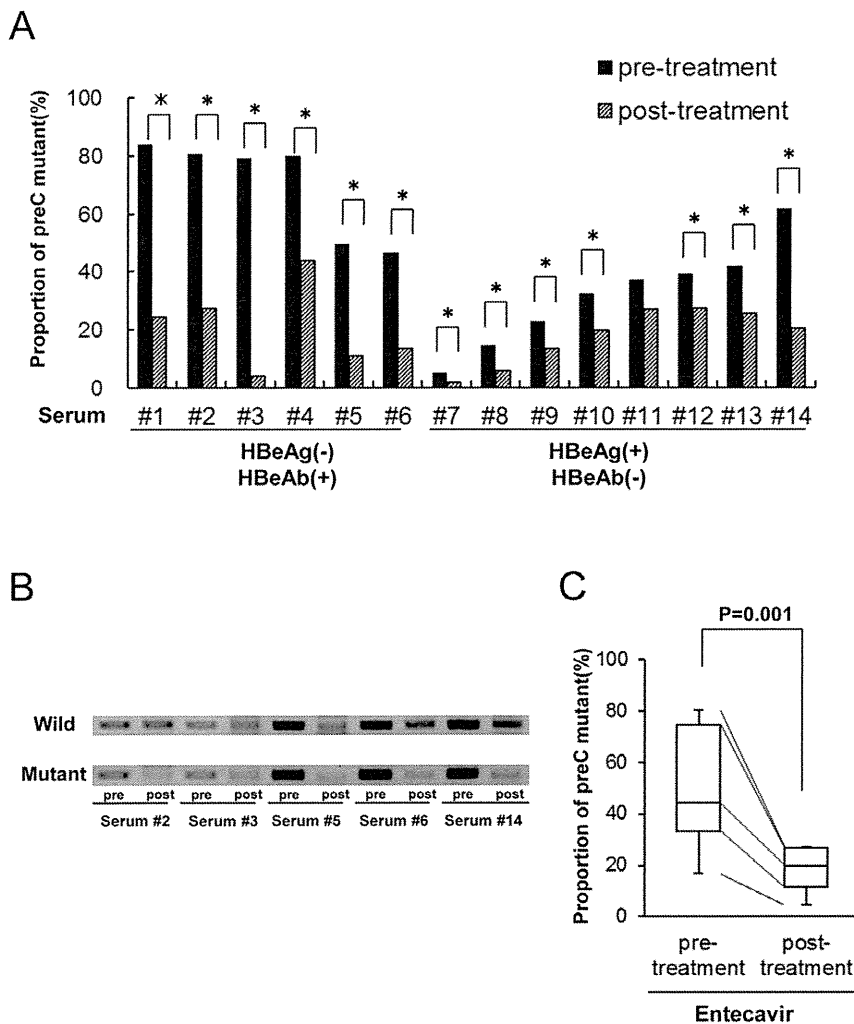 A
pre-treatment
post-treatment
Proportion of preC mutant(%)
100
80
60
40
20
0
* * * * * * * * * * * * *
Serum #1 #2 #3 #4 #5 #6 #7 #8 #9 #10 #11 #12 #13 #14
HBeAg(-) HBeAg(+)
HBeAb(+) HBeAb(-)
B
Wild
Mutant
pre post pre post pre post pre post pre post
Serum #2 Serum #3 Serum #5 Serum #6 Serum #14
C
P=0.001
Proportion of preC mutant(%)
100
80
60
40
20
0
pre- post-
treatment treatment
Entecavir